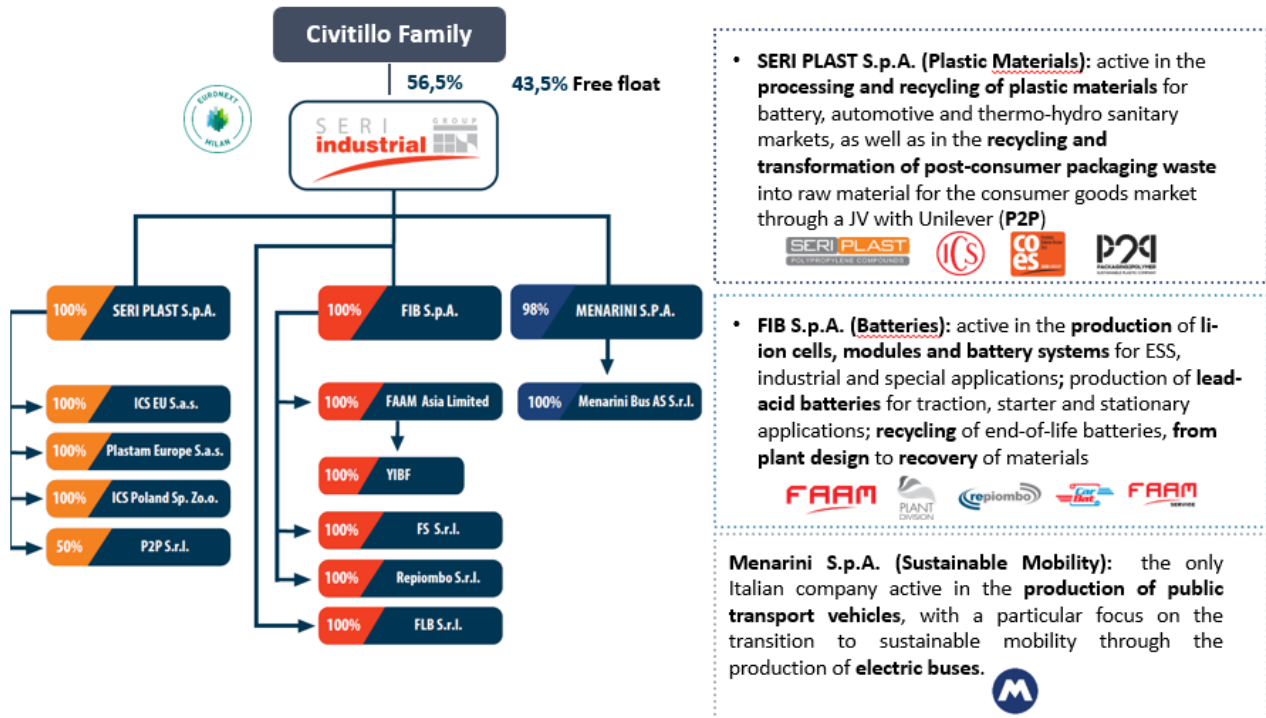 Civitillo Family
56,5%
43,5% Free float
EURONEXT
MILAN
SERI
GROUP
industrial
100% SERI PLAST S.p.A.
100% ICS EU S.a.s.
100% Plastam Europe S.a.s.
100% ICS Poland Sp. Zo.o.
50% P2P S.r.l.
100% FIB S.p.A.
100% FAAM Asia Limited
100% YIBF
100% FS S.r.l.
100% Repiombo S.r.l.
100% FLB S.r.l.
98% MENARINI S.P.A.
100% Menarini Bus AS S.r.l.
• SERI PLAST S.p.A. (Plastic Materials): active in the
processing and recycling of plastic materials for
battery, automotive and thermo-hydro sanitary
markets, as well as in the recycling and
transformation of post-consumer packaging waste
into raw material for the consumer goods market
through a JV with Unilever (P2P)
SERI PLAST
POLYPROPYLENE COMPOUNDS
ICS
co
es
P2P
PACKAGING2POLYMER
• FIB S.p.A. (Batteries): active in the production of li-
ion cells, modules and battery systems for ESS,
industrial and special applications; production of lead-
acid batteries for traction, starter and stationary
applications; recycling of end-of-life batteries, from
plant design to recovery of materials
FAAM
PLANT
DIVISION
repiombo
Car
Bat
FAAM
SERVICE
Menarini S.p.A. (Sustainable Mobility): the only
Italian company active in the production of public
transport vehicles, with a particular focus on the
transition to sustainable mobility through the
production of electric buses.
M